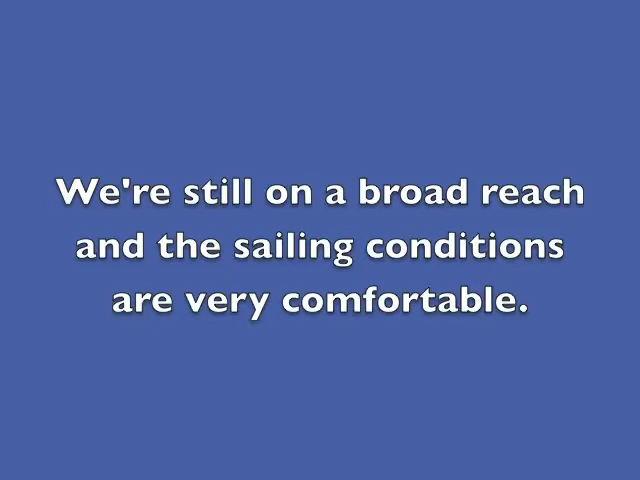 We're still on a broad reach
and the sailing conditions
are very comfortable.